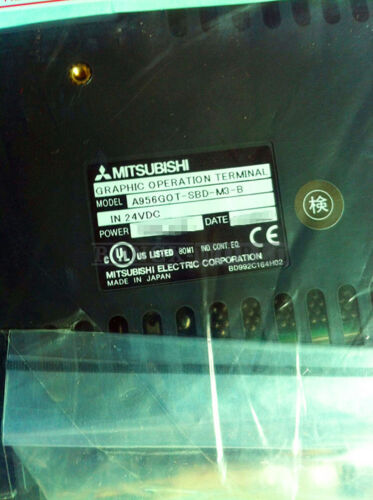 MITSUBISHI
GRAPHIC OPERATION TERMINAL
MODEL A956GOT-SBD-M3-B
IN 24VDC
POWER DATE
C UL US LISTED 80M1 IND.CONT.EQ. CE
MITSUBISHI ELECTRIC CORPORATION
MADE IN JAPAN BD992C164H02
検